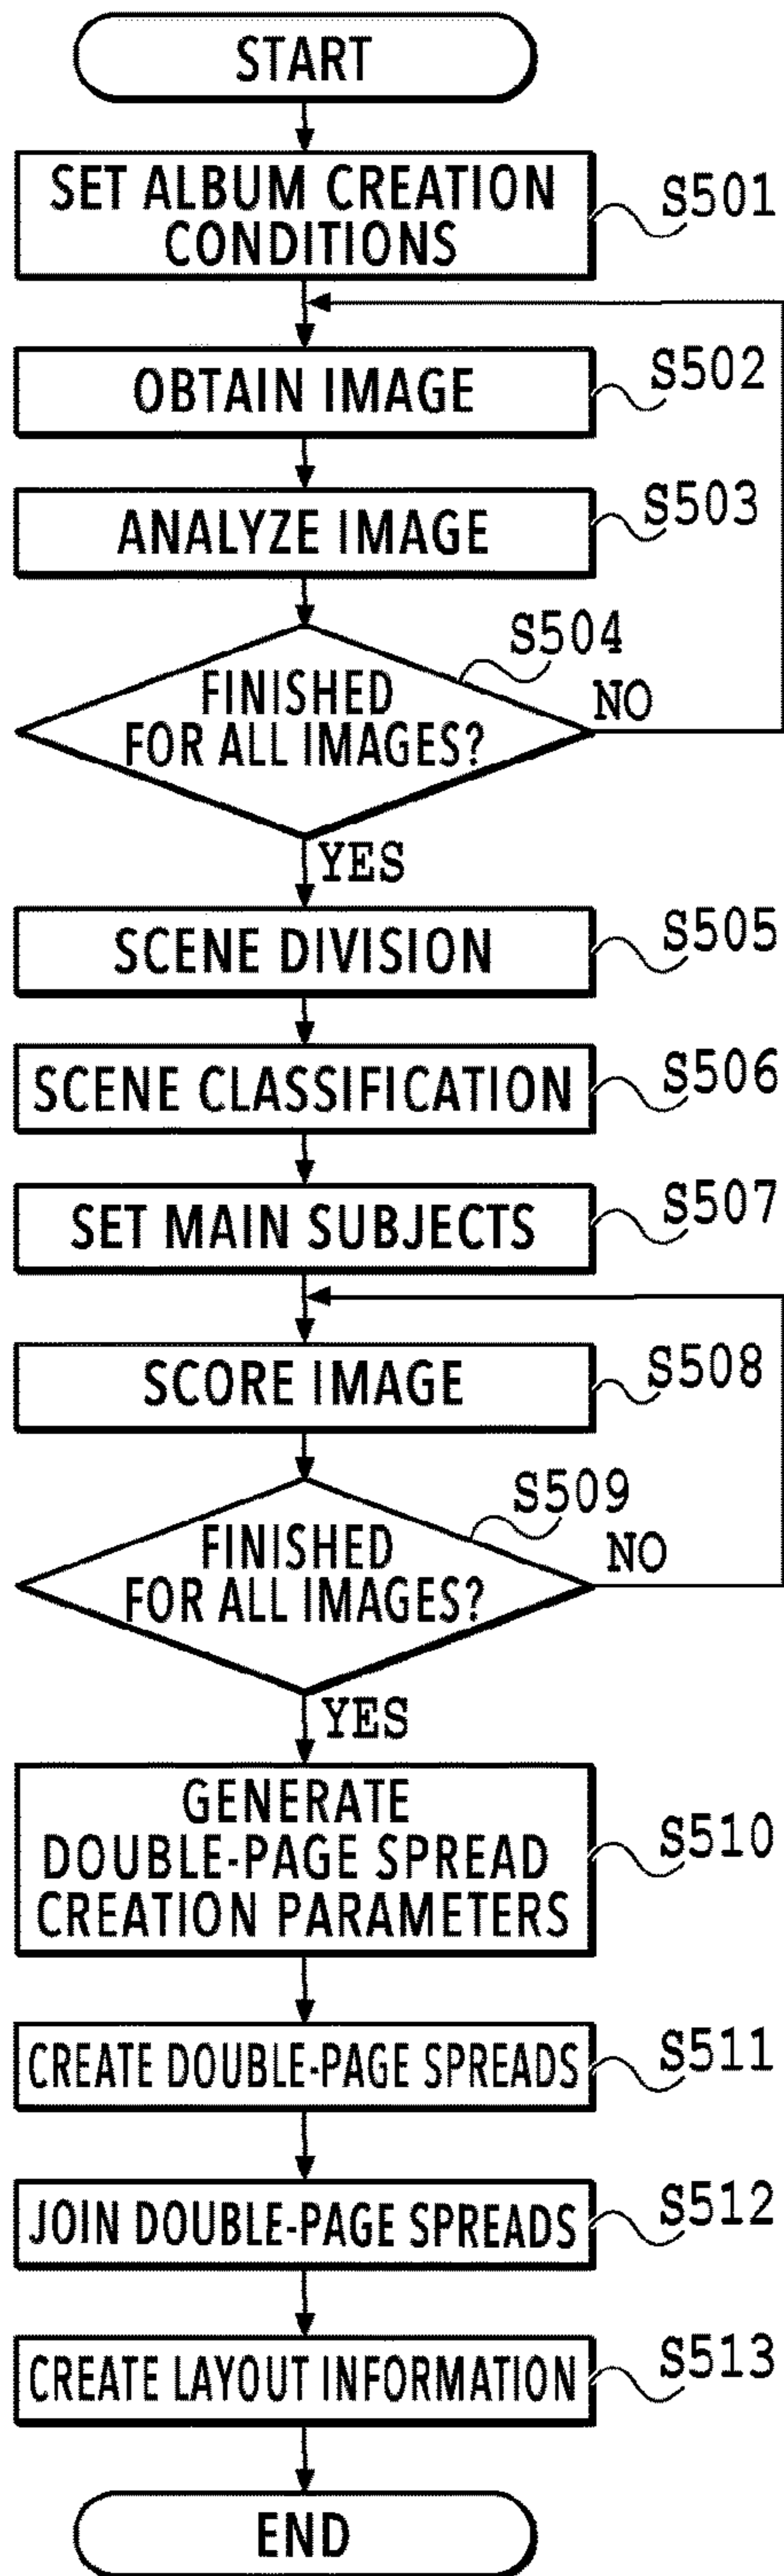 START
SET ALBUM CREATION
CONDITIONS
S501
OBTAIN IMAGE
S502
ANALYZE IMAGE
S503
FINISHED
FOR ALL IMAGES?
S504
NO
YES
SCENE DIVISION
S505
SCENE CLASSIFICATION
S506
SET MAIN SUBJECTS
S507
SCORE IMAGE
S508
FINISHED
FOR ALL IMAGES?
S509
NO
YES
GENERATE
DOUBLE-PAGE SPREAD
CREATION PARAMETERS
S510
CREATE DOUBLE-PAGE SPREADS
S511
JOIN DOUBLE-PAGE SPREADS
S512
CREATE LAYOUT INFORMATION
S513
END